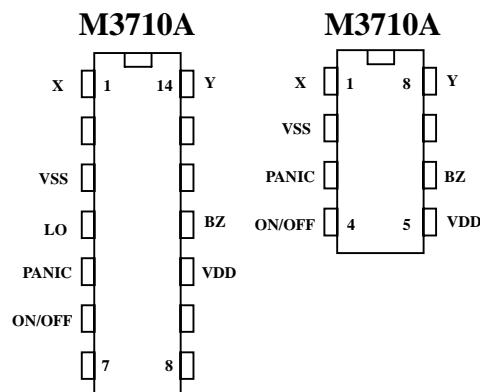 M3710A
X 1 14 Y
VSS
LO BZ
PANIC VDD
ON/OFF
7 8
M3710A
X 1 8 Y
VSS
PANIC BZ
ON/OFF 4 5 VDD